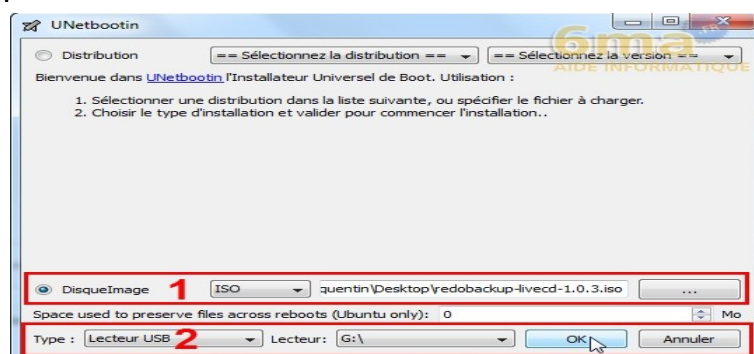 UNetbootin
6ma FR
AIDE INFORMATIQUE
Distribution == Sélectionnez la distribution == == Sélectionnez la version ==
Bienvenue dans UNetbootin l'Installateur Universel de Boot. Utilisation :
1. Sélectionner une distribution dans la liste suivante, ou spécifier le fichier à charger.
2. Choisir le type d'installation et valider pour commencer l'installation..
DisqueImage 1 ISO quentin\Desktop\redobackup-livecd-1.0.3.iso ...
Space used to preserve files across reboots (Ubuntu only): 0 Mo
Type : Lecteur USB 2 Lecteur: G:\ OK Annuler